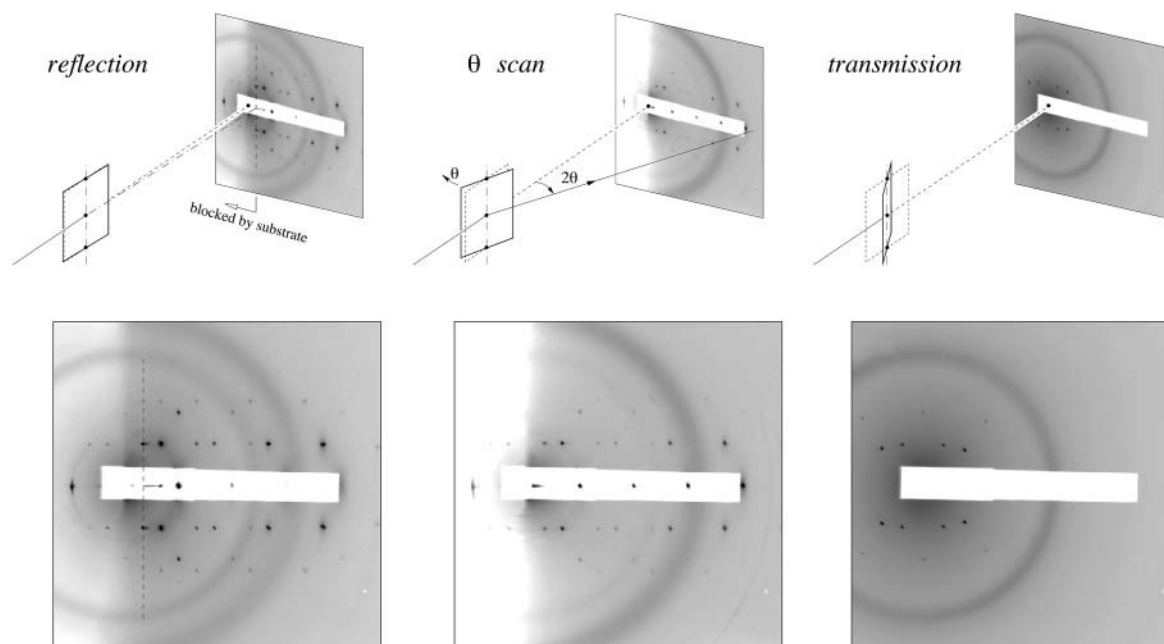 reflection
θ scan
transmission
θ
2θ
blocked by substrate